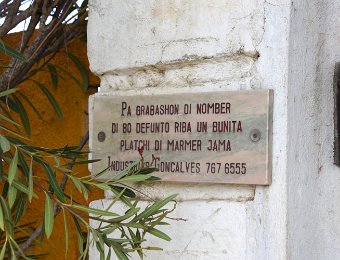 PA GRABASHON DI NOMBER
DI BO DEFUNTO RIBA UN BUNITA
PLATCHI DI MARMER JAMA
GONCALVES 767 6555